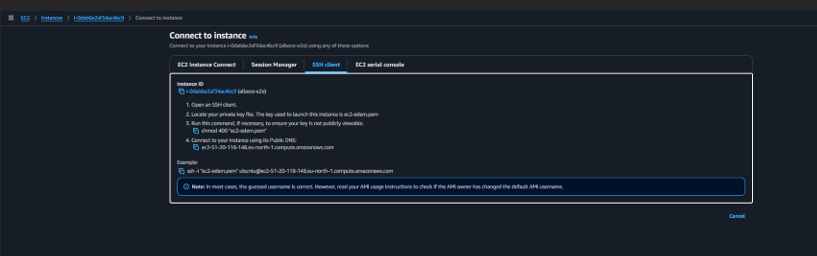 EC2 > Instances > i-0dab6e2af54ac4bc9 > Connect to instance
Connect to instance Info
Connect to your instance i-0dab6e2af54ac4bc9 (albece-e2e) using any of these options
EC2 Instance Connect
Session Manager
SSH client
EC2 serial console
Instance ID
i-0dab6e2af54ac4bc9 (albece-e2e)
1. Open an SSH client.
2. Locate your private key file. The key used to launch this instance is ec2-edem.pem
3. Run this command, if necessary, to ensure your key is not publicly viewable.
chmod 400 "ec2-edem.pem"
4. Connect to your instance using its Public DNS:
ec2-51-20-118-148.eu-north-1.compute.amazonaws.com
Example:
ssh -i "ec2-edem.pem" ubuntu@ec2-51-20-118-148.eu-north-1.compute.amazonaws.com
Note: In most cases, the guessed username is correct. However, read your AMI usage instructions to check if the AMI owner has changed the default AMI username.
Cancel